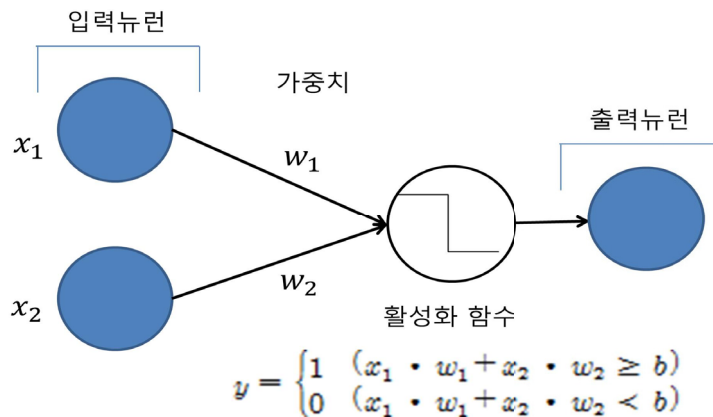 입력뉴런
가중치
출력뉴런
x₁
w₁
x₂
w₂
활성화 함수
y = {1 (x₁ · w₁ + x₂ · w₂ ≥ b)
0 (x₁ · w₁ + x₂ · w₂ < b)